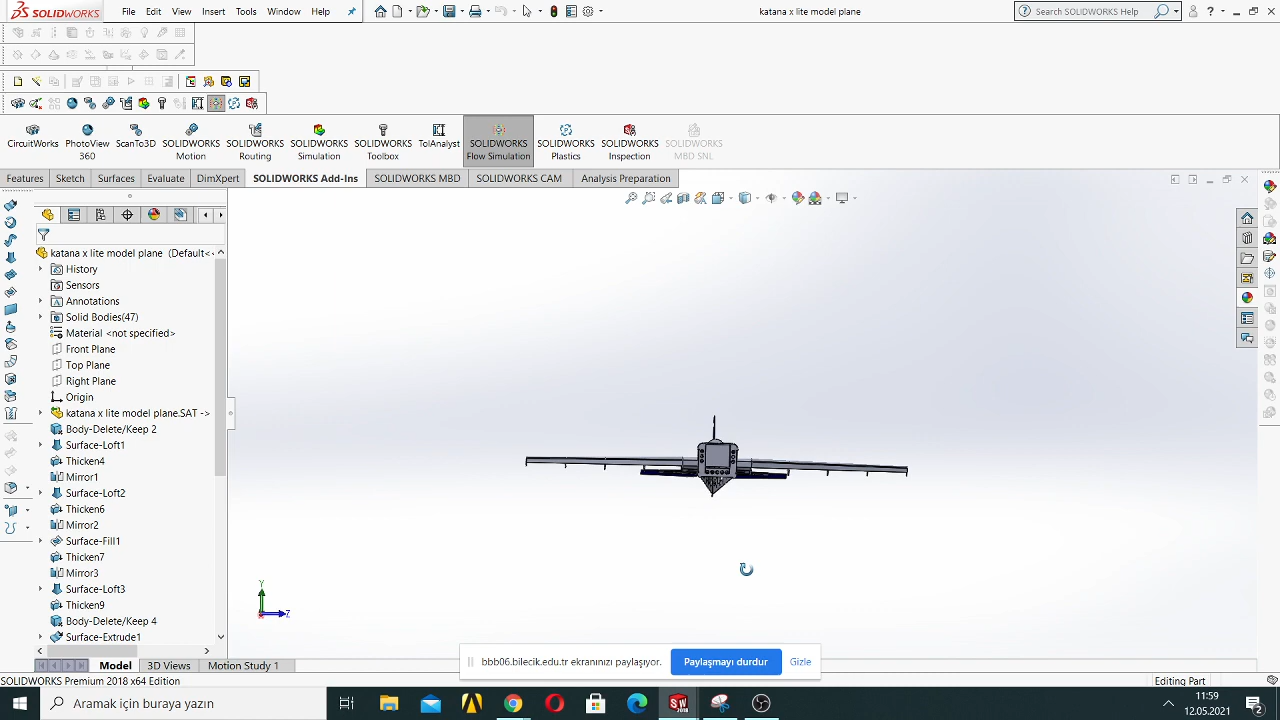 SOLIDWORKS
File Edit View Insert Tools Window Help
katana x lite model plane
Search SOLIDWORKS Help
CircuitWorks
PhotoView 360
ScanTo3D
SOLIDWORKS Motion
SOLIDWORKS Routing
SOLIDWORKS Simulation
SOLIDWORKS Toolbox
TolAnalyst
SOLIDWORKS Flow Simulation
SOLIDWORKS Plastics
SOLIDWORKS Inspection
SOLIDWORKS MBD SNL
Features Sketch Surfaces Evaluate DimXpert SOLIDWORKS Add-Ins SOLIDWORKS MBD SOLIDWORKS CAM Analysis Preparation
katana x lite model plane (Default<
History
Sensors
Annotations
Solid Bodies(47)
Material <not specified>
Front Plane
Top Plane
Right Plane
Origin
katana x lite model plane.SAT ->
Body-Delete/Keep 2
Surface-Loft1
Thicken4
Mirror1
Surface-Loft2
Thicken6
Mirror2
Surface-Fill1
Thicken7
Mirror3
Surface-Loft3
Thicken9
Body-Delete/Keep 4
Surface-Extrude1
Y
Z
Model 3D Views Motion Study 1
bbb06.bilecik.edu.tr ekranınızı paylaşıyor. Paylaşmayı durdur Gizle
SOLIDWORKS Premium 2018 x64 Edition
Editing Part
Aramak için buraya yazın
SW
2018
11:59
12.05.2021
2